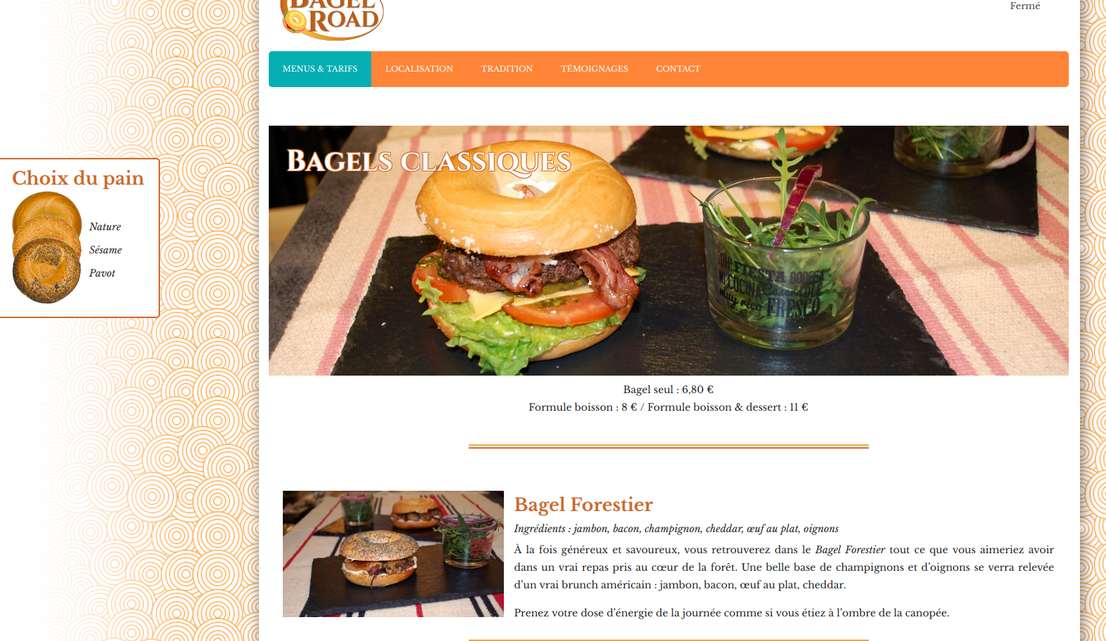 BAGEL
ROAD
Fermé
MENUS & TARIFS LOCALISATION TRADITION TÉMOIGNAGES CONTACT
Choix du pain
Nature
Sésame
Pavot
BAGELS CLASSIQUES
FIESTA
FRESCO
Bagel seul : 6,80 €
Formule boisson : 8 € / Formule boisson & dessert : 11 €
Bagel Forestier
Ingrédients : jambon, bacon, champignon, cheddar, œuf au plat, oignons
À la fois généreux et savoureux, vous retrouverez dans le Bagel Forestier tout ce que vous aimeriez avoir
dans un vrai repas pris au cœur de la forêt. Une belle base de champignons et d’oignons se verra relevée
d’un vrai brunch américain : jambon, bacon, œuf au plat, cheddar.
Prenez votre dose d’énergie de la journée comme si vous étiez à l’ombre de la canopée.